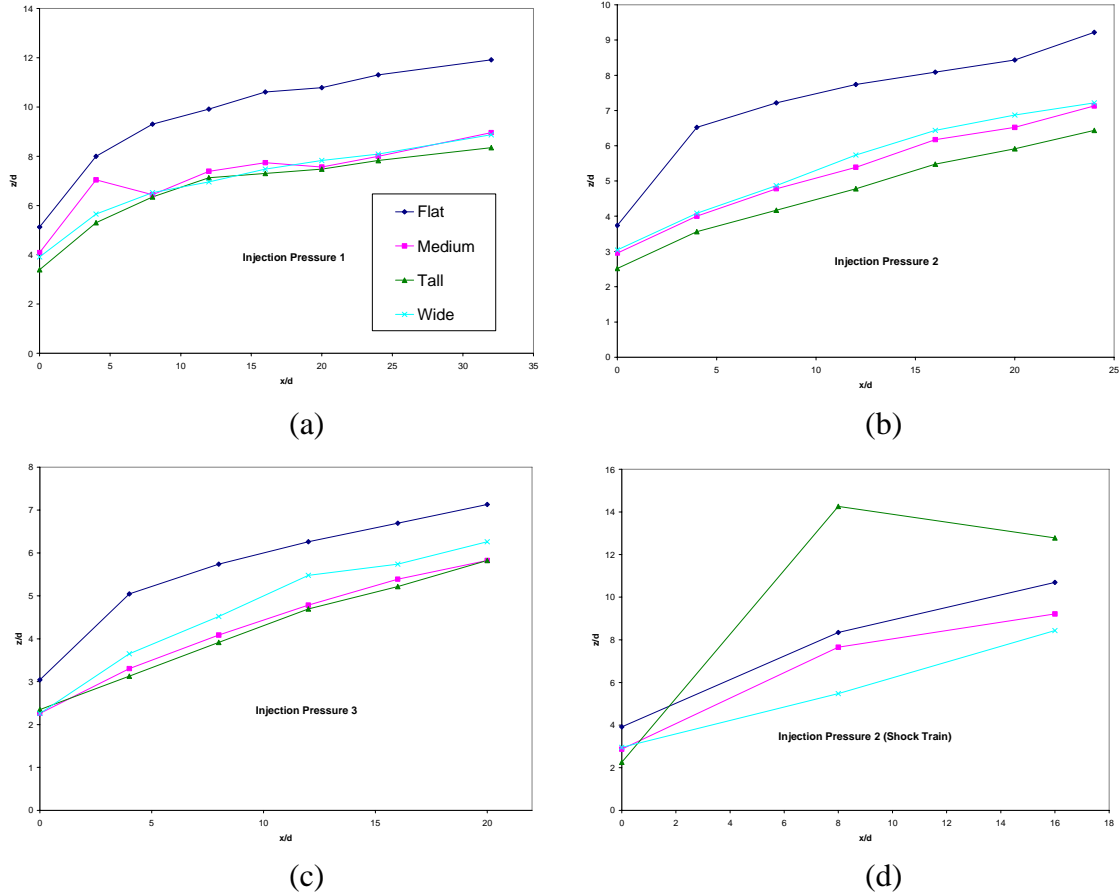 14
12
10
8
6
4
2
0
z/d
0 5 10 15 20 25 30 35
x/d
Injection Pressure 1
Flat
Medium
Tall
Wide
(a)
10
9
8
7
6
5
4
3
2
1
0
z/d
0 5 10 15 20 25
x/d
Injection Pressure 2
(b)
8
7
6
5
4
3
2
1
0
z/d
0 5 10 15 20
x/d
Injection Pressure 3
(c)
16
14
12
10
8
6
4
2
0
z/d
0 2 4 6 8 10 12 14 16 18
x/d
Injection Pressure 2 (Shock Train)
(d)